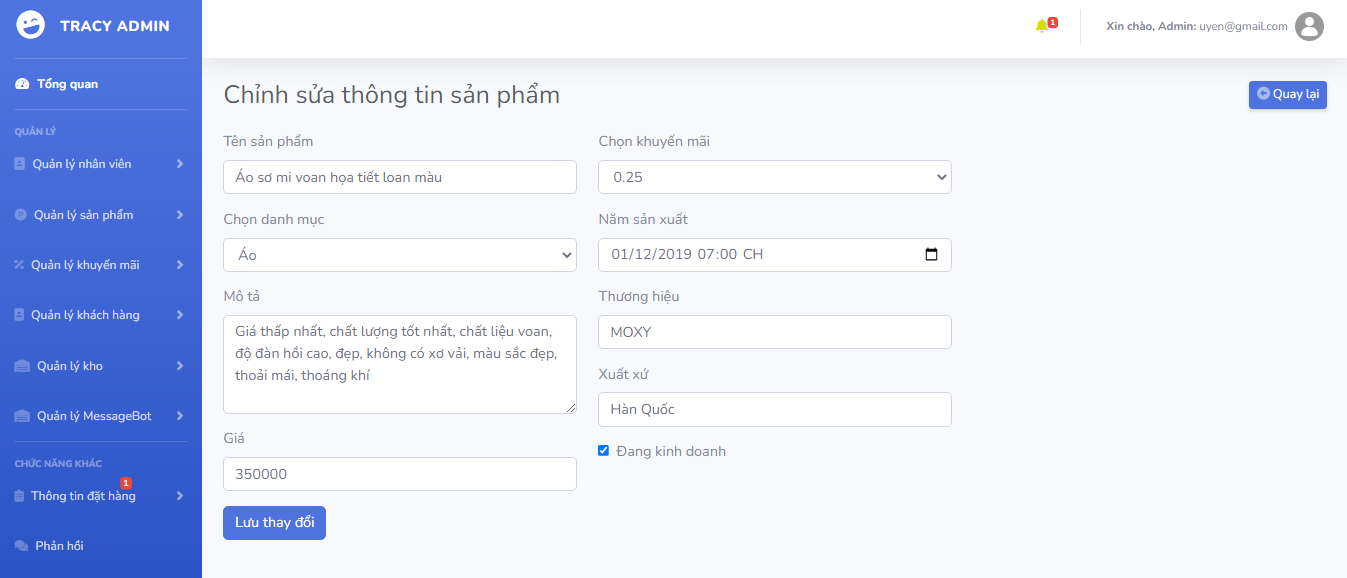 TRACY ADMIN
Tổng quan
QUẢN LÝ
Quản lý nhân viên
Quản lý sản phẩm
Quản lý khuyến mãi
Quản lý khách hàng
Quản lý kho
Quản lý MessageBot
CHỨC NĂNG KHÁC
1
Thông tin đặt hàng
Phản hồi
1
Xin chào, Admin: uyen@gmail.com
Chỉnh sửa thông tin sản phẩm
Quay lại
Tên sản phẩm
Áo sơ mi voan họa tiết loan màu
Chọn danh mục
Áo
Mô tả
Giá thấp nhất, chất lượng tốt nhất, chất liệu voan,
độ đàn hồi cao, đẹp, không có xơ vải, màu sắc đẹp,
thoải mái, thoáng khí
Giá
350000
Lưu thay đổi
Chọn khuyến mãi
0.25
Năm sản xuất
01/12/2019 07:00 CH
Thương hiệu
MOXY
Xuất xứ
Hàn Quốc
Đang kinh doanh